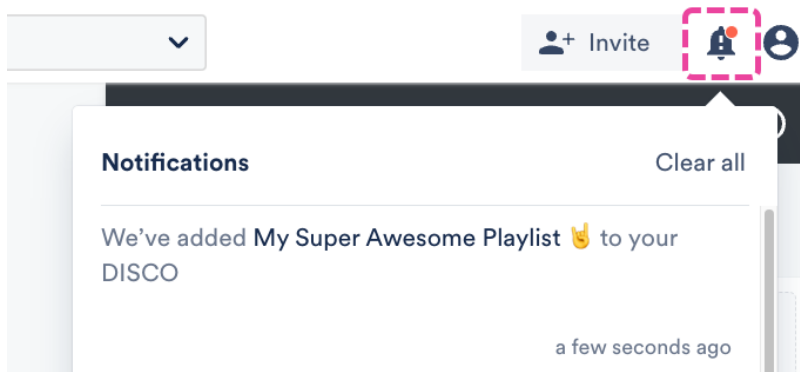 Invite
Notifications
Clear all
We’ve added My Super Awesome Playlist 🤘 to your
DISCO
a few seconds ago